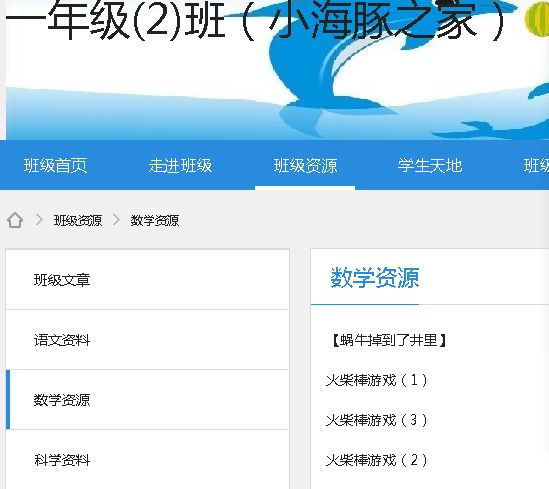 一年级(2)班（小海豚之家）
班级首页 走进班级 班级资源 学生天地 班
班级资源 数学资源
班级文章
语文资料
数学资源
科学资料
数学资源
【蜗牛掉到了井里】
火柴棒游戏（1）
火柴棒游戏（3）
火柴棒游戏（2）